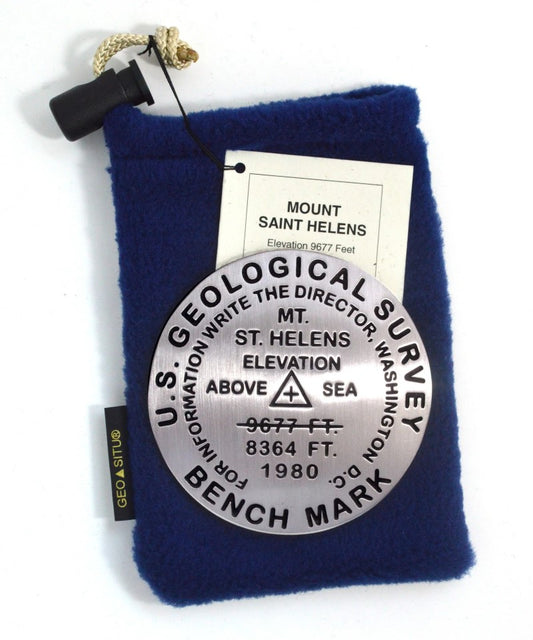 MOUNT
SAINT HELENS
Elevation 9677 Feet
U.S. GEOLOGICAL SURVEY
FOR INFORMATION WRITE THE DIRECTOR, WASHINGTON D.C.
MT.
ST. HELENS
ELEVATION
ABOVE SEA
9677 FT.
8364 FT.
1980
BENCH MARK
GEO▲SITU®